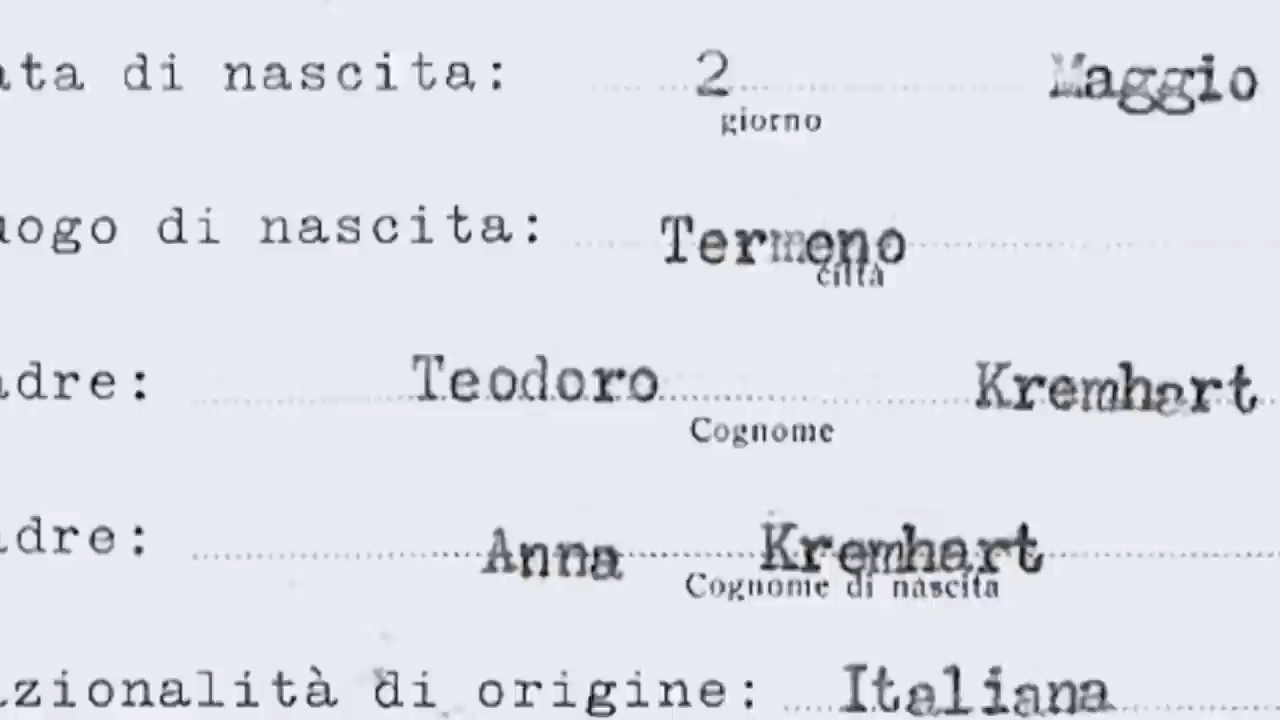 ata di nascita: 2 Maggio
giorno
uogo di nascita: Termeno
città
adre: Teodoro Kremhart
Cognome
adre: Anna Kremhart
Cognome di nascita
azionalità di origine: Italiana